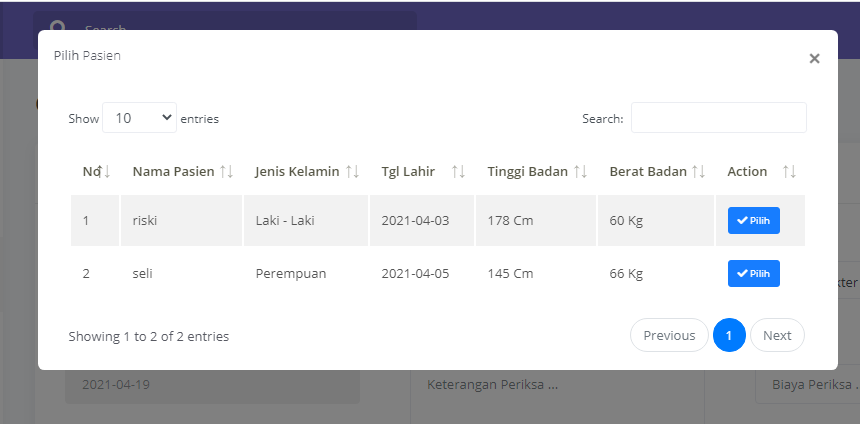 Search
Pilih Pasien
×
Show 10 entries
Search:
No Nama Pasien Jenis Kelamin Tgl Lahir Tinggi Badan Berat Badan Action
1 riski Laki - Laki 2021-04-03 178 Cm 60 Kg Pilih
2 seli Perempuan 2021-04-05 145 Cm 66 Kg Pilih
Showing 1 to 2 of 2 entries
Previous 1 Next
2021-04-19 Keterangan Periksa ... Biaya Periksa .